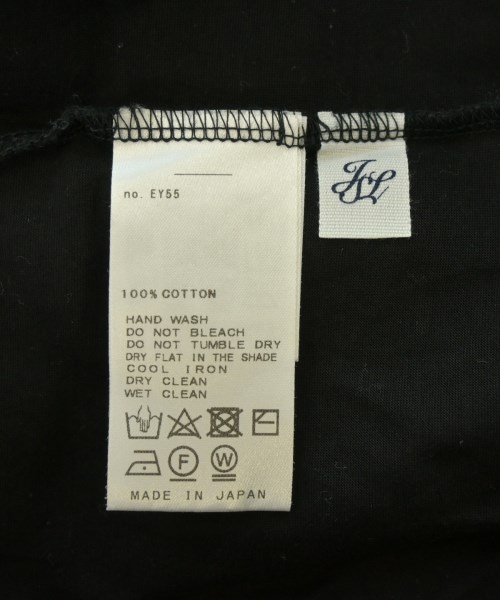 no. EY55
JSL
100% COTTON
HAND WASH
DO NOT BLEACH
DO NOT TUMBLE DRY
DRY FLAT IN THE SHADE
COOL IRON
DRY CLEAN
WET CLEAN
F W
MADE IN JAPAN